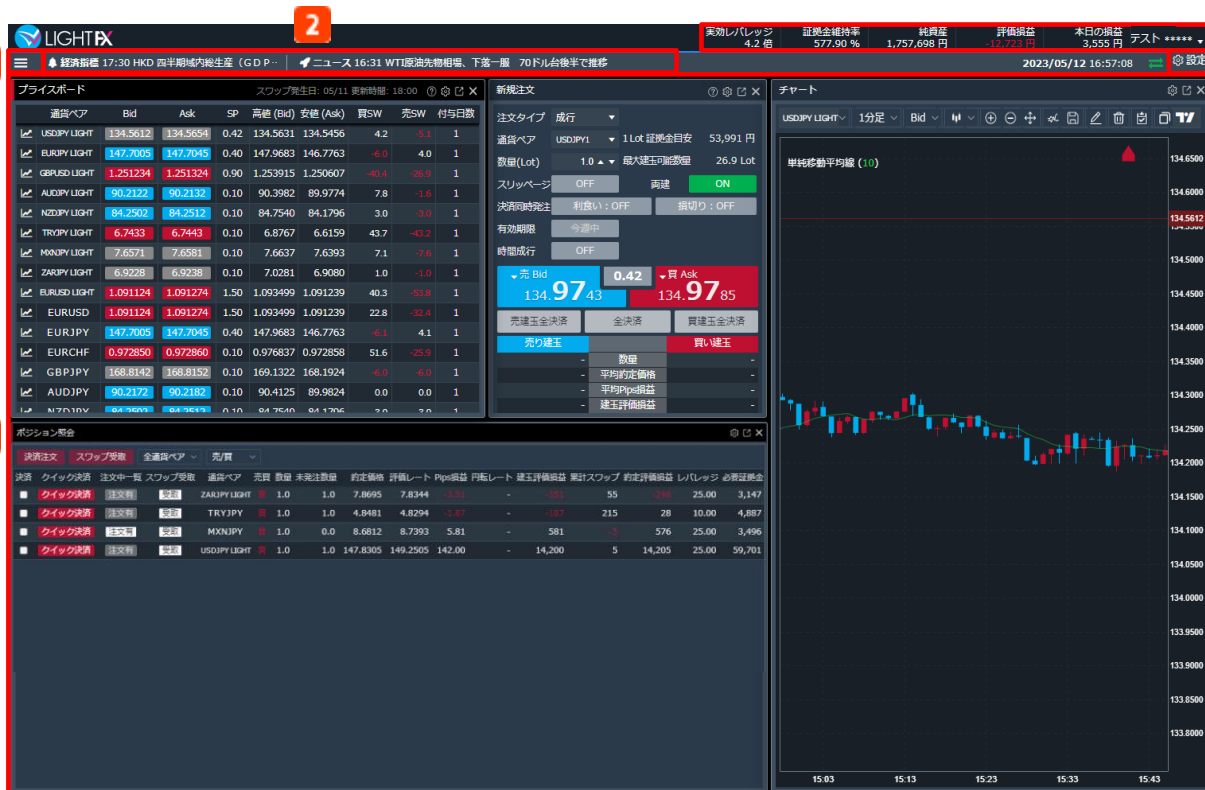 2
LIGHT FX
実効レバレッジ 証拠金維持率 純資産 評価損益 本日の損益 テスト *****
4.2 倍 577.90 % 1,757,698 円 -12,723 円 3,555 円
経済指標 17:30 HKD 四半期域内総生産（ＧＤＰ… ニュース 16:31 WTI原油先物相場、下落一服 70ドル台後半で推移 2023/05/12 16:57:08 設定
プライスボード スワップ発生日: 05/11 更新時間: 18:00
通貨ペア Bid Ask SP 高値 (Bid) 安値 (Ask) 買SW 売SW 付与日数
USDJPY LIGHT 134.5612 134.5654 0.42 134.5631 134.5456 4.2 -5.1 1
EURJPY LIGHT 147.7005 147.7045 0.40 147.9683 146.7763 -6.0 4.0 1
GBPUSD LIGHT 1.251234 1.251324 0.90 1.253915 1.250607 -40.4 -26.9 1
AUDJPY LIGHT 90.2122 90.2132 0.10 90.3982 89.9774 7.8 -1.6 1
NZDJPY LIGHT 84.2502 84.2512 0.10 84.7540 84.1796 3.0 -3.0 1
TRYJPY LIGHT 6.7433 6.7443 0.10 6.8767 6.6159 43.7 -43.2 1
MXNJPY LIGHT 7.6571 7.6581 0.10 7.6637 7.6393 7.1 -7.6 1
ZARJPY LIGHT 6.9228 6.9238 0.10 7.0281 6.9080 1.0 -1.0 1
EURUSD LIGHT 1.091124 1.091274 1.50 1.093499 1.091239 40.3 -53.8 1
EURUSD 1.091124 1.091274 1.50 1.093499 1.091239 22.8 -32.4 1
EURJPY 147.7005 147.7045 0.40 147.9683 146.7763 -6.1 4.1 1
EURCHF 0.972850 0.972860 0.10 0.976837 0.972858 51.6 -25.9 1
GBPJPY 168.8142 168.8152 0.10 169.1322 168.1924 -6.0 -6.0 1
AUDJPY 90.2172 90.2182 0.10 90.4125 89.9824 0.0 0.0 1
NZDJPY 84.2502 84.2512 0.10 84.7540 84.1796 3.0 3.0 1
新規注文
注文タイプ 成行
通貨ペア USDJPY1 1 Lot 証拠金目安 53,991 円
数量(Lot) 1.0 最大建玉可能数量 26.9 Lot
スリッページ OFF 両建 ON
決済同時発注 利食い : OFF 損切り : OFF
有効期限 今週中
時間成行 OFF
売 Bid 0.42 買 Ask
134.9743 134.9785
売建玉全決済 全決済 買建玉全決済
売り建玉 買い建玉
- 数量 -
- 平均約定価格 -
- 平均Pips損益 -
- 建玉評価損益 -
チャート
USDJPY LIGHT 1分足 Bid
単純移動平均線 (10)
134.6500
134.6000
134.5612
134.5500
134.5000
134.4500
134.4000
134.3500
134.3000
134.2500
134.2000
134.1000
134.0500
134.0000
133.9500
133.9000
133.8500
133.8000
15:03 15:13 15:23 15:33 15:43
ポジション照会
決済注文 スワップ受取 全通貨ペア 売/買
決済 クイック決済 注文中一覧 スワップ受取 通貨ペア 売買 数量 未発注数量 約定価格 評価レート Pips損益 円転レート 建玉評価損益 累計スワップ 約定評価損益 レバレッジ 必要証拠金
クイック決済 注文有 受取 ZARJPY LIGHT 買 1.0 1.0 7.8695 7.8344 -3.51 - -351 55 -296 25.00 3,147
クイック決済 注文有 受取 TRYJPY 買 1.0 1.0 4.8481 4.8294 -1.87 - -187 215 28 10.00 4,887
クイック決済 注文有 受取 MXNJPY 買 1.0 0.0 8.6812 8.7393 5.81 - 581 -5 576 25.00 3,496
クイック決済 注文有 受取 USDJPY LIGHT 買 1.0 1.0 147.8305 149.2505 142.00 - 14,200 5 14,205 25.00 59,701